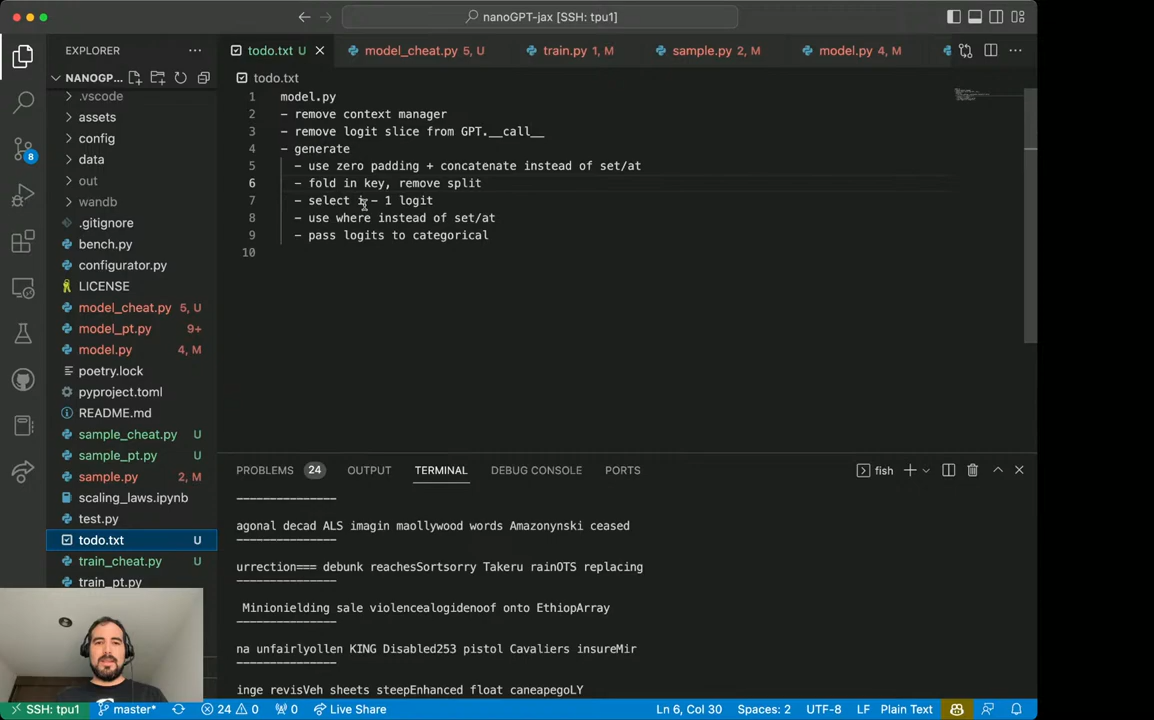 nanoGPT-jax [SSH: tpu1]
EXPLORER
todo.txt U
model_cheat.py 5, U
train.py 1, M
sample.py 2, M
model.py 4, M
NANOGP...
todo.txt
.vscode
assets
config
data
out
wandb
.gitignore
bench.py
configurator.py
LICENSE
model_cheat.py 5, U
model_pt.py 9+
model.py 4, M
poetry.lock
pyproject.toml
README.md
sample_cheat.py U
sample_pt.py U
sample.py 2, M
scaling_laws.ipynb
test.py
todo.txt U
train_cheat.py U
train_pt.py
8
1 model.py
2 - remove context manager
3 - remove logit slice from GPT.__call__
4 - generate
5 - use zero padding + concatenate instead of set/at
6 - fold in key, remove split
7 - select i - 1 logit
8 - use where instead of set/at
9 - pass logits to categorical
10
PROBLEMS 24 OUTPUT TERMINAL DEBUG CONSOLE PORTS
fish
---------------
agonal decad ALS imagin maollywood words Amazonynski ceased
---------------
urrection=== debunk reachesSortsorry Takeru rainOTS replacing
---------------
Minionielding sale violencealogidenoof onto EthiopArray
---------------
na unfairlyollen KING Disabled253 pistol Cavaliers insureMir
---------------
inge revisVeh sheets steepEnhanced float caneapegoLY
SSH: tpu1 master* 24 0 0 Live Share Ln 6, Col 30 Spaces: 2 UTF-8 LF Plain Text